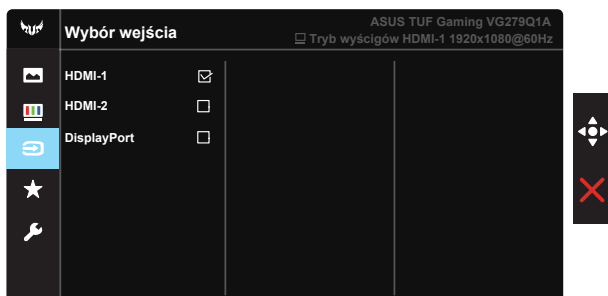 ASUS TUF Gaming VG279Q1A
Wybór wejścia
Tryb wyścigów HDMI-1 1920x1080@60Hz
HDMI-1
HDMI-2
DisplayPort